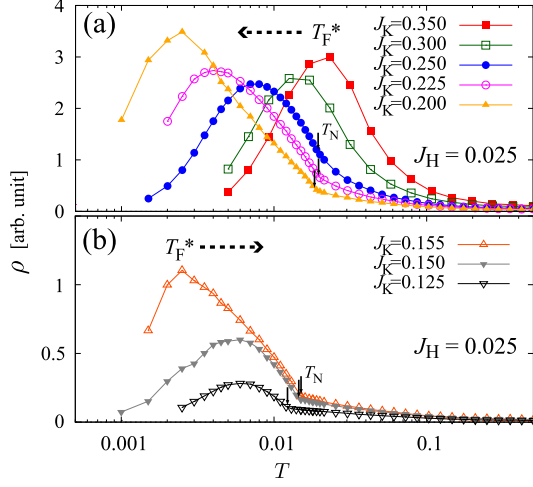 (a)
T_F*
J_K=0.350
J_K=0.300
J_K=0.250
J_K=0.225
J_K=0.200
T_N
J_H = 0.025
4
3
2
1
0
ρ [arb. unit]
(b)
T_F*
J_K=0.155
J_K=0.150
J_K=0.125
T_N
J_H = 0.025
1
0.5
0
0.001 0.01 0.1
T